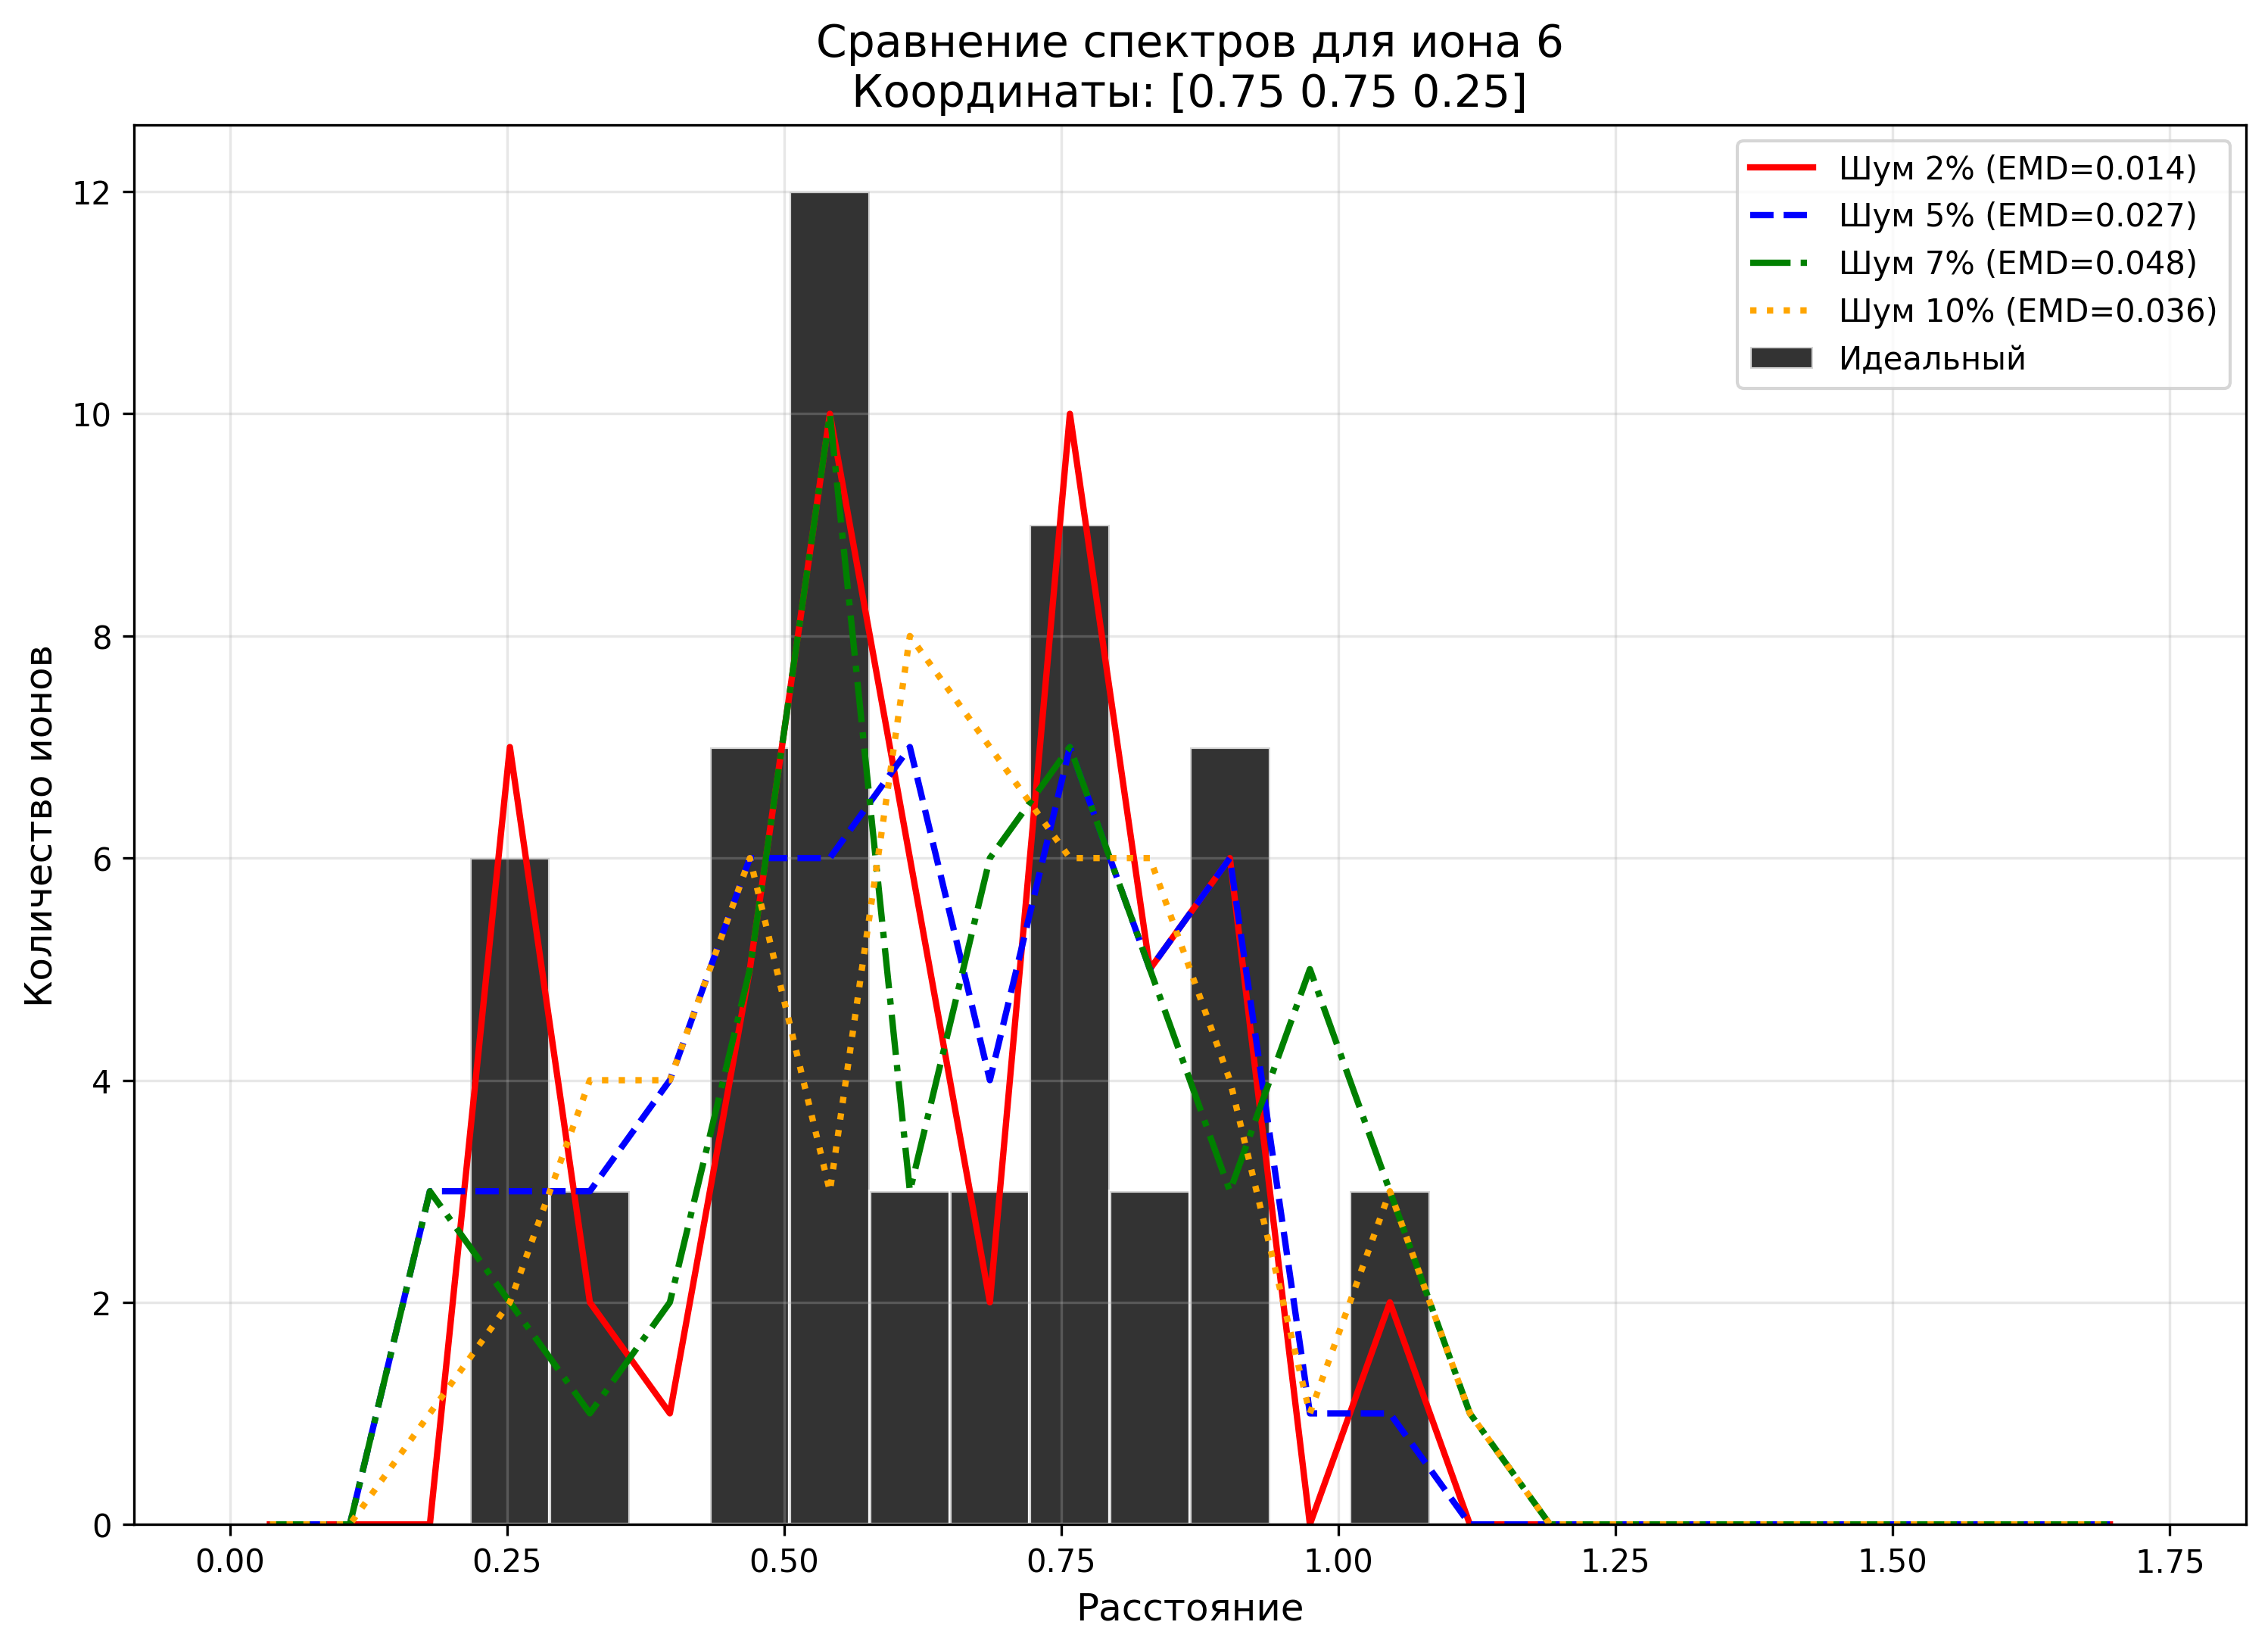 Сравнение спектров для иона 6
Координаты: [0.75 0.75 0.25]
Шум 2% (EMD=0.014)
Шум 5% (EMD=0.027)
Шум 7% (EMD=0.048)
Шум 10% (EMD=0.036)
Идеальный
Количество ионов
12
10
8
6
4
2
0
0.00 0.25 0.50 0.75 1.00 1.25 1.50 1.75
Расстояние